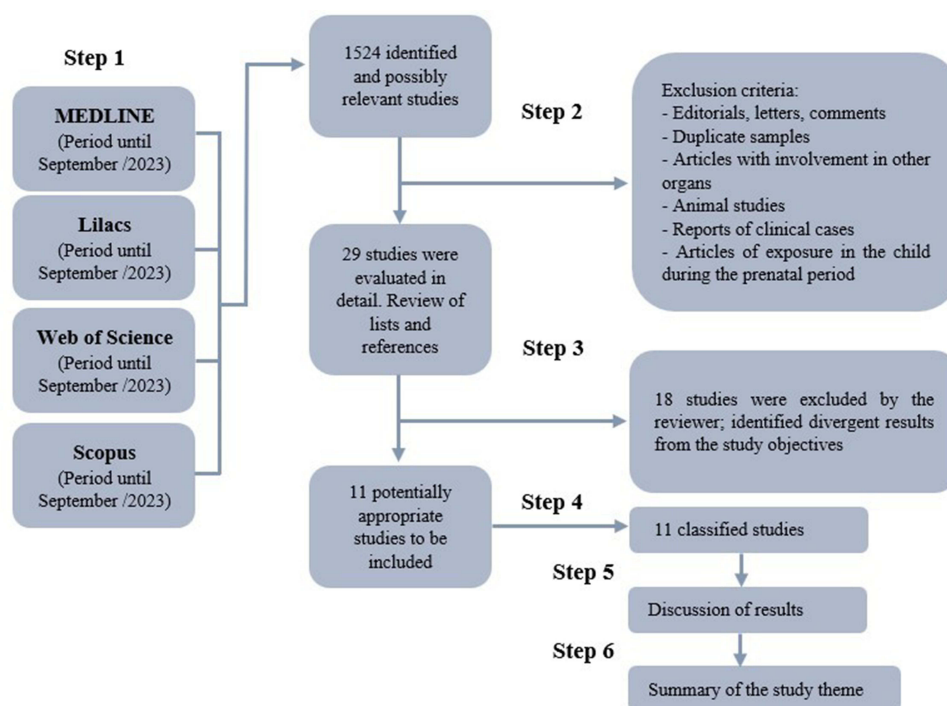 Step 1
MEDLINE
(Period until
September /2023)
Lilacs
(Period until
September /2023)
Web of Science
(Period until
September /2023)
Scopus
(Period until
September /2023)
1524 identified
and possibly
relevant studies
Step 2
Exclusion criteria:
- Editorials, letters, comments
- Duplicate samples
- Articles with involvement in other
organs
- Animal studies
- Reports of clinical cases
- Articles of exposure in the child
during the prenatal period
29 studies were
evaluated in
detail. Review of
lists and
references
Step 3
18 studies were excluded by the
reviewer; identified divergent results
from the study objectives
11 potentially
appropriate
studies to be
included
Step 4
11 classified studies
Step 5
Discussion of results
Step 6
Summary of the study theme